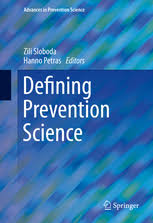 Advances in Prevention Science
Zili Sloboda
Hanno Petras Editors
Defining
Prevention
Science
Springer